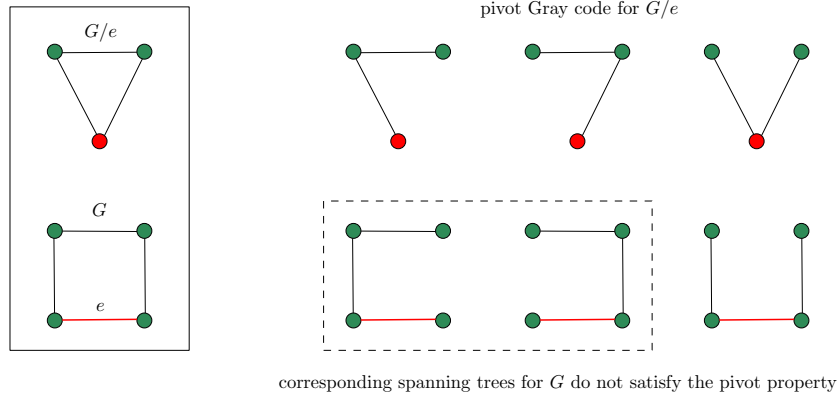 pivot Gray code for G/e
G/e
G
e
corresponding spanning trees for G do not satisfy the pivot property